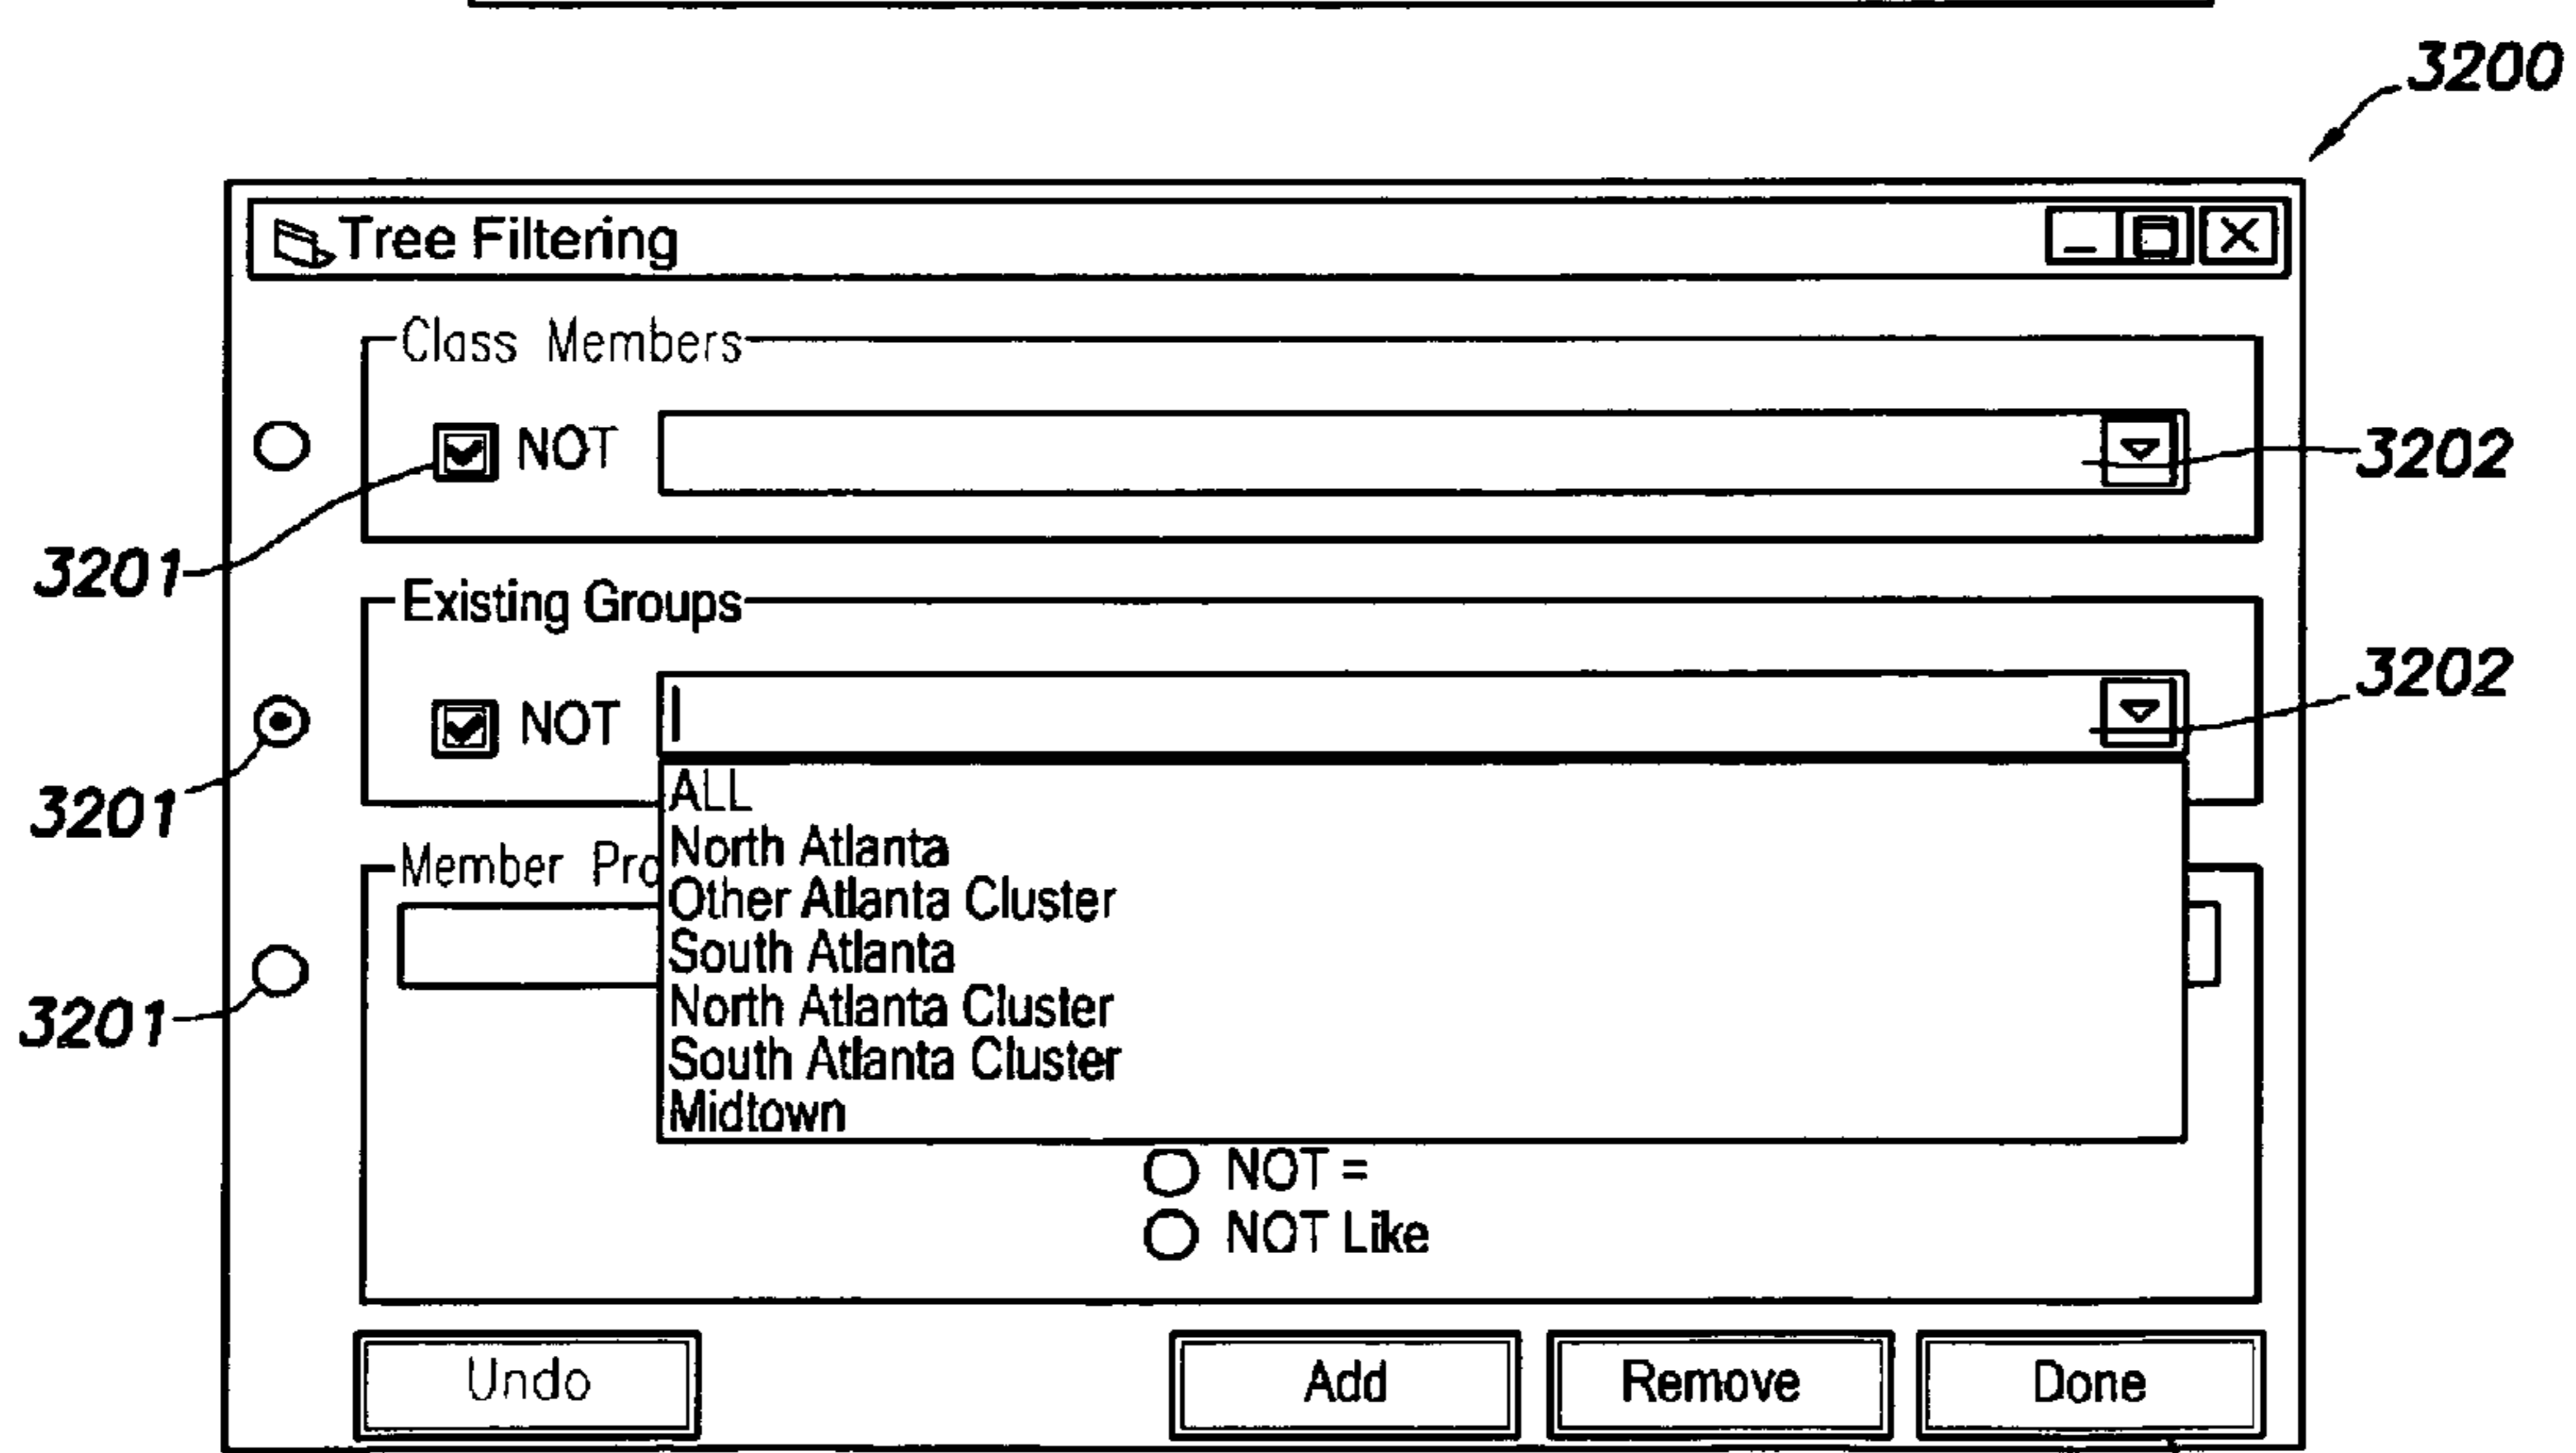 3200
Tree Filtering
Class Members
NOT
3202
3201
Existing Groups
NOT
3202
3201
ALL
North Atlanta
Member Pro
Other Atlanta Cluster
South Atlanta
3201
North Atlanta Cluster
South Atlanta Cluster
Midtown
NOT =
NOT Like
Undo Add Remove Done